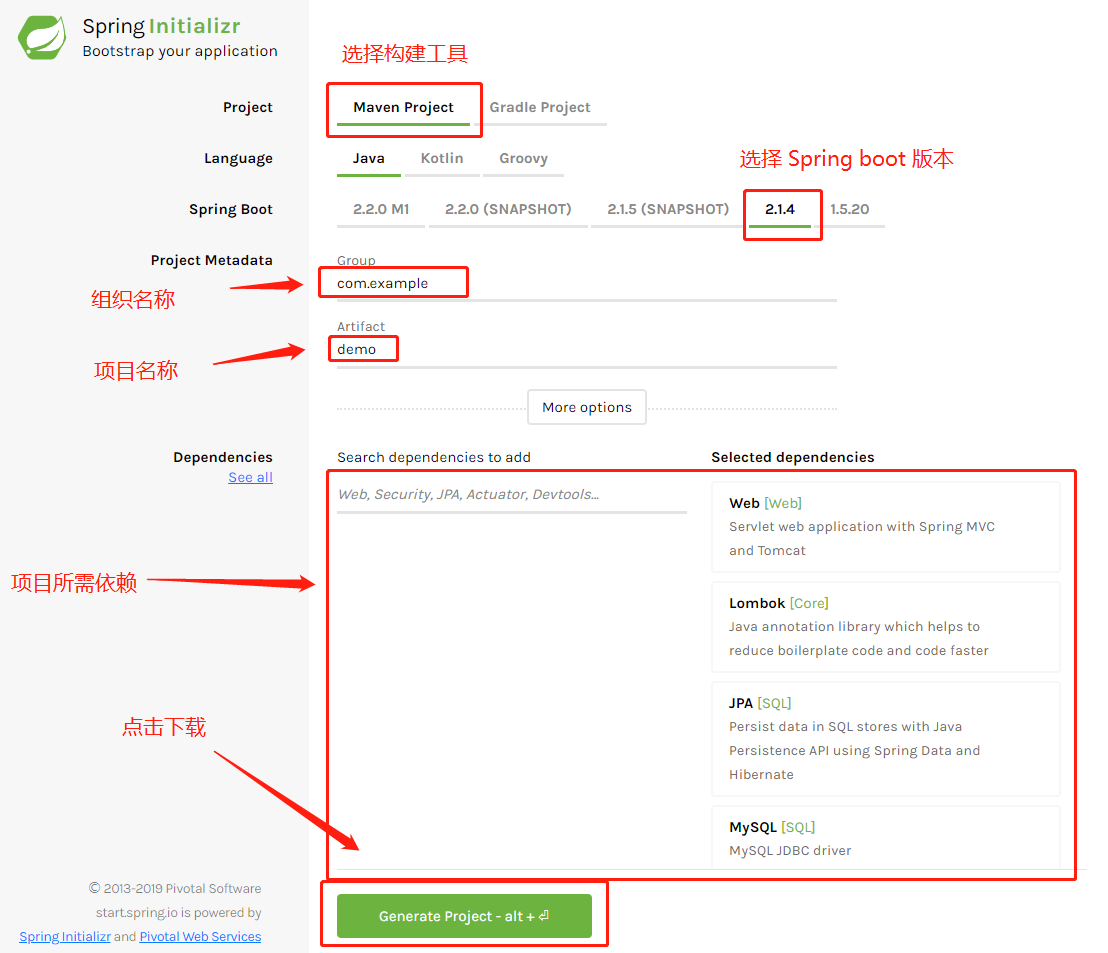 Spring Initializr
Bootstrap your application
选择构建工具
Project
Maven Project
Gradle Project
Language
Java
Kotlin
Groovy
选择 Spring boot 版本
Spring Boot
2.2.0 M1
2.2.0 (SNAPSHOT)
2.1.5 (SNAPSHOT)
2.1.4
1.5.20
Project Metadata
Group
com.example
组织名称
Artifact
demo
项目名称
More options
Dependencies
See all
Search dependencies to add
Web, Security, JPA, Actuator, Devtools...
Selected dependencies
Web [Web]
Servlet web application with Spring MVC
and Tomcat
Lombok [Core]
Java annotation library which helps to
reduce boilerplate code and code faster
JPA [SQL]
Persist data in SQL stores with Java
Persistence API using Spring Data and
Hibernate
MySQL [SQL]
MySQL JDBC driver
项目所需依赖
点击下载
© 2013-2019 Pivotal Software
start.spring.io is powered by
Spring Initializr and Pivotal Web Services
Generate Project - alt + ⏎